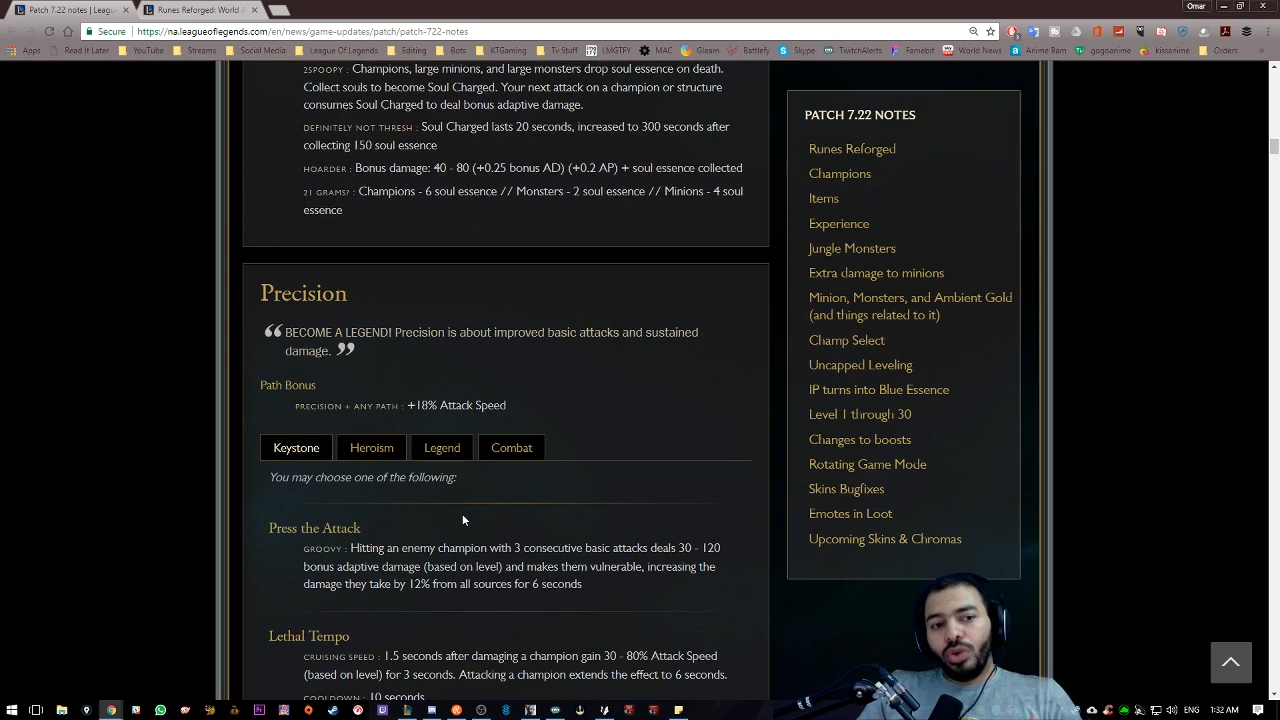 Patch 7.22 notes | Leagu
Runes Reforged: World A
Omar
Secure
https://na.leagueoflegends.com/en/news/game-updates/patch/patch-722-notes
Apps Read It Later YouTube Streams Social Media League Of Legends Editing Bots KTGaming Tv Stuff LMGTFY MAC Gleam Battlefy Skype TwitchAlerts Famebit World News Anime Bam gogoanime kissanime Orders
2SPOOPY : Champions, large minions, and large monsters drop soul essence on death.
Collect souls to become Soul Charged. Your next attack on a champion or structure
consumes Soul Charged to deal bonus adaptive damage.
DEFINITELY NOT THRESH : Soul Charged lasts 20 seconds, increased to 300 seconds after
collecting 150 soul essence
HOARDER : Bonus damage: 40 - 80 (+0.25 bonus AD) (+0.2 AP) + soul essence collected
21 GRAMS? : Champions - 6 soul essence // Monsters - 2 soul essence // Minions - 4 soul
essence
Precision
“ BECOME A LEGEND! Precision is about improved basic attacks and sustained
damage. ”
Path Bonus
PRECISION + ANY PATH : +18% Attack Speed
Keystone Heroism Legend Combat
You may choose one of the following:
Press the Attack
GROOVY : Hitting an enemy champion with 3 consecutive basic attacks deals 30 - 120
bonus adaptive damage (based on level) and makes them vulnerable, increasing the
damage they take by 12% from all sources for 6 seconds
Lethal Tempo
CRUISING SPEED : 1.5 seconds after damaging a champion gain 30 - 80% Attack Speed
(based on level) for 3 seconds. Attacking a champion extends the effect to 6 seconds.
COOLDOWN : 10 seconds
PATCH 7.22 NOTES
Runes Reforged
Champions
Items
Experience
Jungle Monsters
Extra damage to minions
Minion, Monsters, and Ambient Gold
(and things related to it)
Champ Select
Uncapped Leveling
IP turns into Blue Essence
Level 1 through 30
Changes to boosts
Rotating Game Mode
Skins Bugfixes
Emotes in Loot
Upcoming Skins & Chromas
ENG 1:32 AM